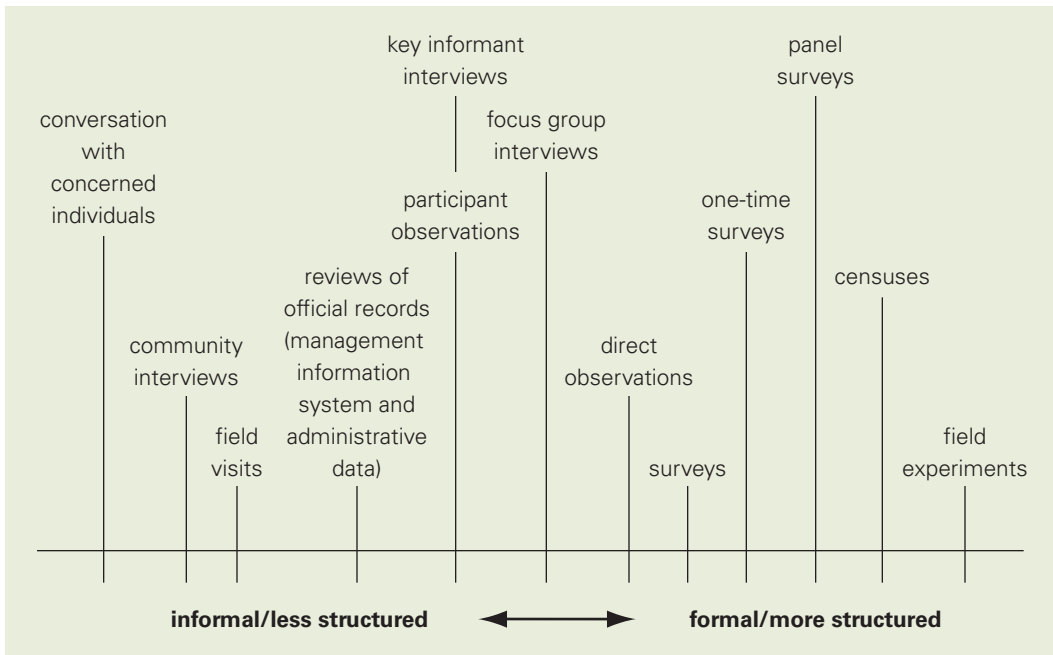 conversation
with
concerned
individuals
community
interviews
field
visits
reviews of
official records
(management
information
system and
administrative
data)
key informant
interviews
participant
observations
focus group
interviews
direct
observations
surveys
one-time
surveys
panel
surveys
censuses
field
experiments
informal/less structured
formal/more structured